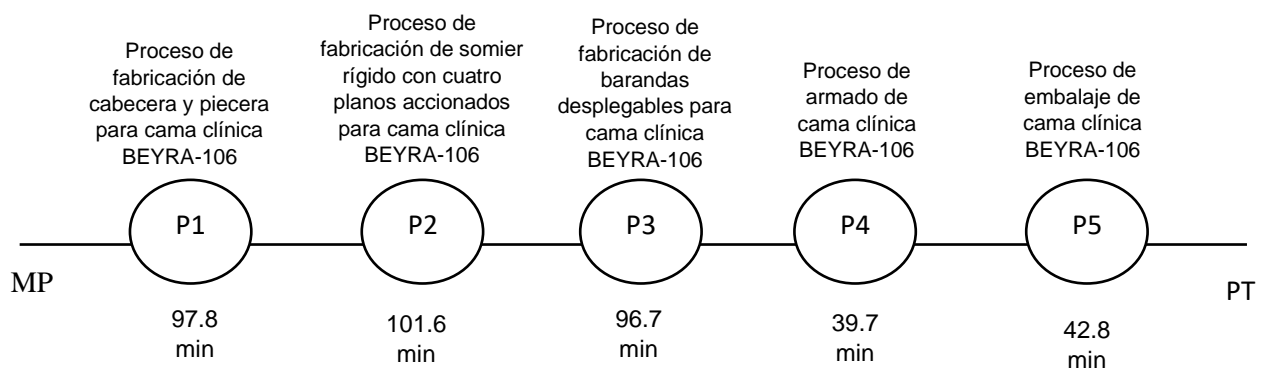 Proceso de
fabricación de
cabecera y piecera
para cama clínica
BEYRA-106
Proceso de
fabricación de somier
rígido con cuatro
planos accionados
para cama clínica
BEYRA-106
Proceso de
fabricación de
barandas
desplegables para
cama clínica
BEYRA-106
Proceso de
armado de
cama clínica
BEYRA-106
Proceso de
embalaje de
cama clínica
BEYRA-106
P1
P2
P3
P4
P5
MP
PT
97.8
min
101.6
min
96.7
min
39.7
min
42.8
min